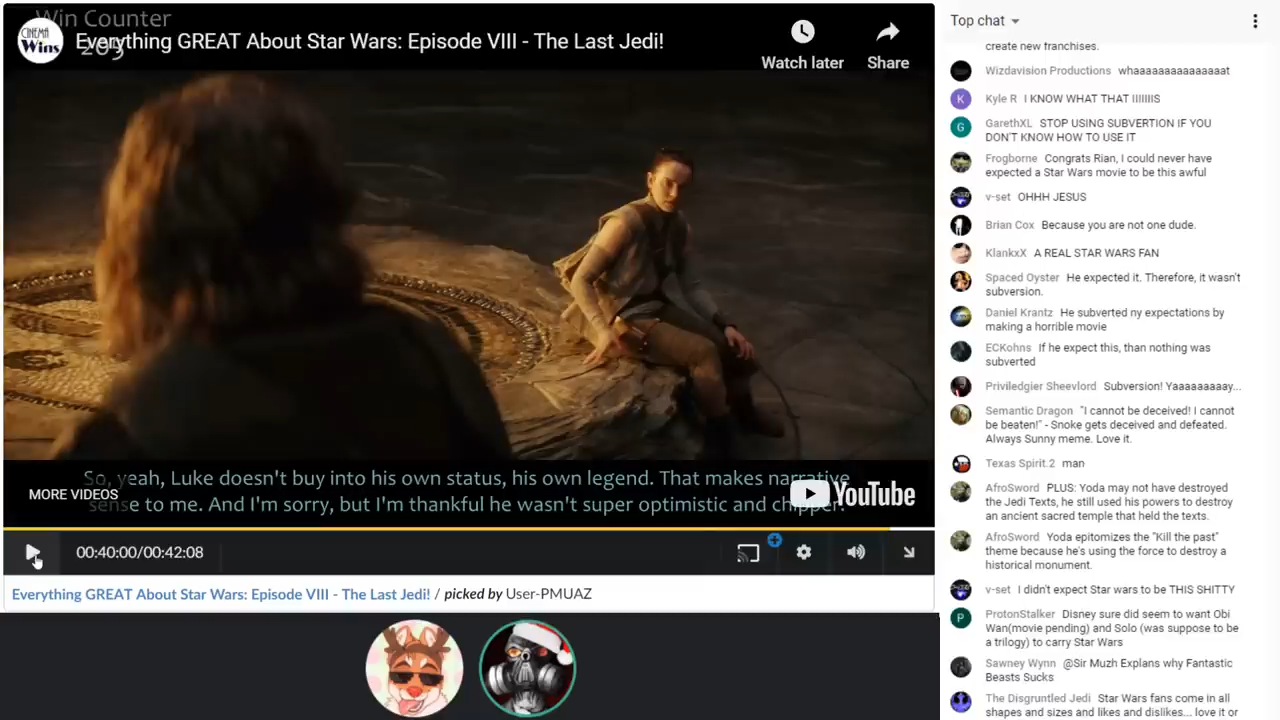 Win Counter
205
CINEMA
Wins
Everything GREAT About Star Wars: Episode VIII - The Last Jedi!
Watch later
Share
So, yeah, Luke doesn't buy into his own status, his own legend. That makes narrative
sense to me. And I'm sorry, but I'm thankful he wasn't super optimistic and chipper.
MORE VIDEOS
YouTube
00:40:00/00:42:08
Everything GREAT About Star Wars: Episode VIII - The Last Jedi! / picked by User-PMUAZ
Top chat
create new franchises.
Wizdavision Productions whaaaaaaaaaaaaaaat
K
Kyle R I KNOW WHAT THAT IIIIIIIS
G
GarethXL STOP USING SUBVERTION IF YOU
DON'T KNOW HOW TO USE IT
Frogborne Congrats Rian, I could never have
expected a Star Wars movie to be this awful
v-set OHHH JESUS
Brian Cox Because you are not one dude.
KlankxX A REAL STAR WARS FAN
Spaced Oyster He expected it. Therefore, it wasn't
subversion.
Daniel Krantz He subverted ny expectations by
making a horrible movie
ECKohns If he expect this, than nothing was
subverted
Priviledgier Sheevlord Subversion! Yaaaaaaaay...
Semantic Dragon "I cannot be deceived! I cannot
be beaten!" - Snoke gets deceived and defeated.
Always Sunny meme. Love it.
Texas Spirit.2 man
AfroSword PLUS: Yoda may not have destroyed
the Jedi Texts, he still used his powers to destroy
an ancient sacred temple that held the texts.
AfroSword Yoda epitomizes the "Kill the past"
theme because he's using the force to destroy a
historical monument.
v-set I didn't expect Star wars to be THIS SHITTY
P
ProtonStalker Disney sure did seem to want Obi
Wan(movie pending) and Solo (was suppose to be
a trilogy) to carry Star Wars
Sawney Wynn @Sir Muzh Explans why Fantastic
Beasts Sucks
The Disgruntled Jedi Star Wars fans come in all
shapes and sizes and likes and dislikes... love it or